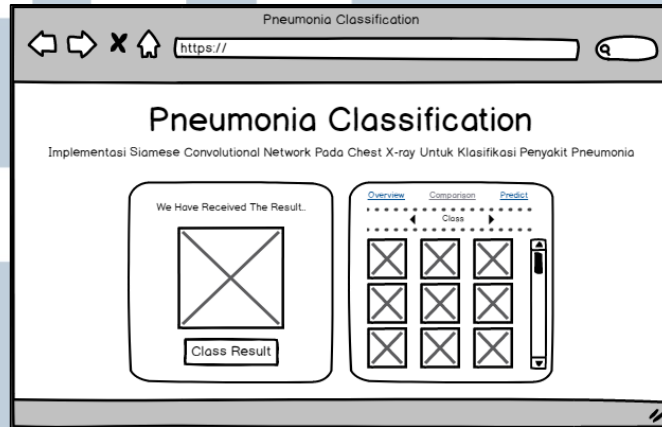 Pneumonia Classification
https://
Pneumonia Classification
Implementasi Siamese Convolutional Network Pada Chest X-ray Untuk Klasifikasi Penyakit Pneumonia
We Have Received The Result..
Class Result
Overview Comparison Predict
Class